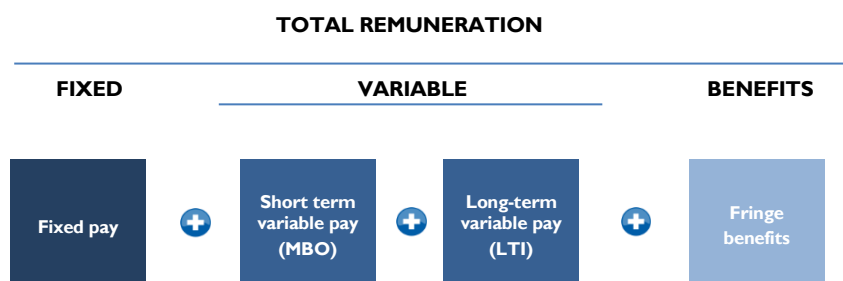 TOTAL REMUNERATION
FIXED
VARIABLE
BENEFITS
Fixed pay
Short term
variable pay
(MBO)
Long-term
variable pay
(LTI)
Fringe
benefits